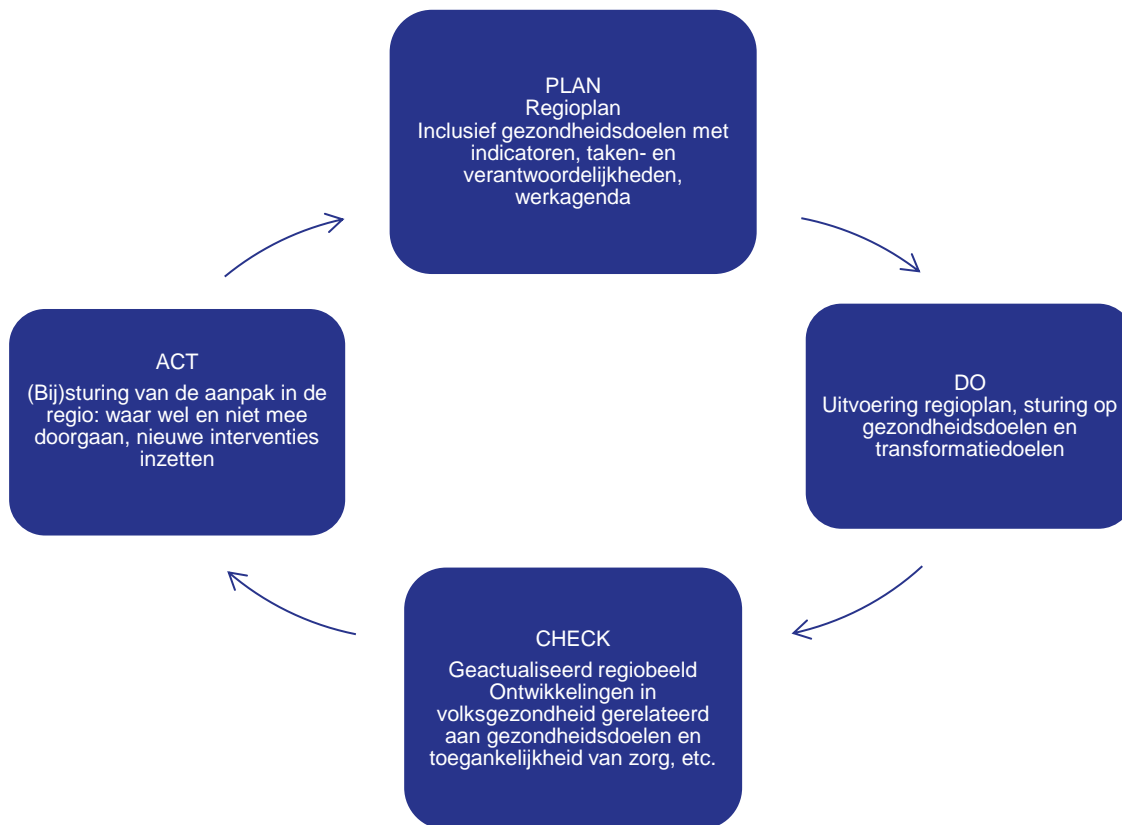 PLAN
Regioplan
Inclusief gezondheidsdoelen met
indicatoren, taken- en
verantwoordelijkheden,
werkagenda
DO
Uitvoering regioplan, sturing op
gezondheidsdoelen en
transformatiedoelen
CHECK
Geactualiseerd regiobeeld
Ontwikkelingen in
volksgezondheid gerelateerd
aan gezondheidsdoelen en
toegankelijkheid van zorg, etc.
ACT
(Bij)sturing van de aanpak in de
regio: waar wel en niet mee
doorgaan, nieuwe interventies
inzetten